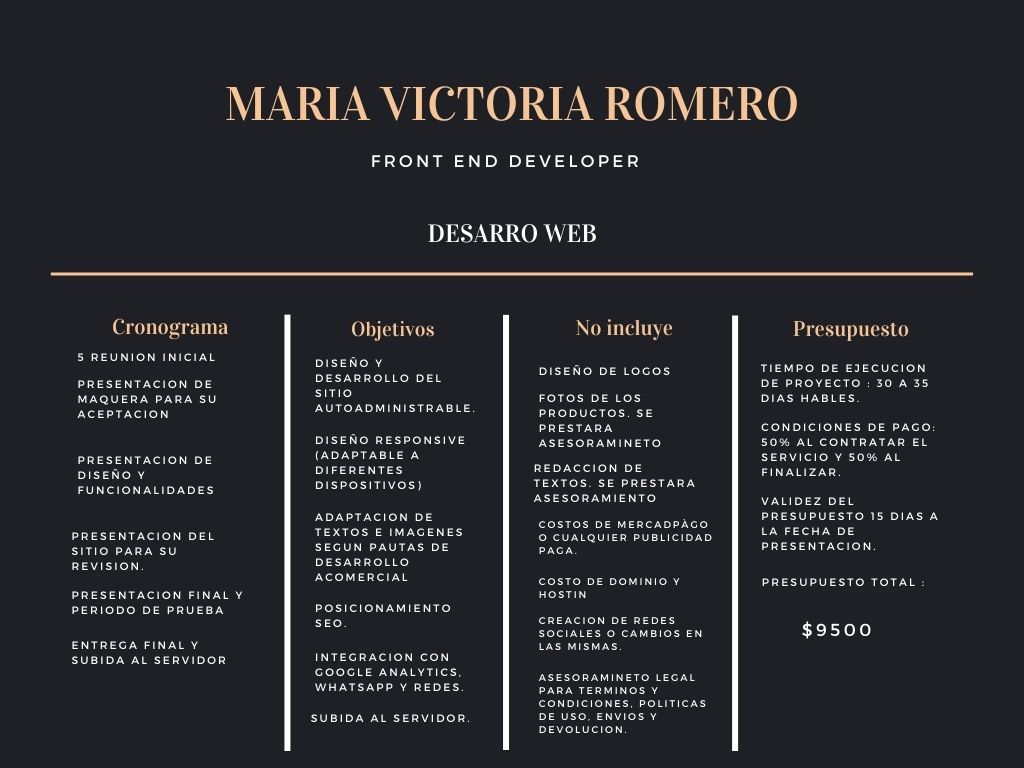 MARIA VICTORIA ROMERO
FRONT END DEVELOPER
DESARRO WEB
Cronograma
5 REUNION INICIAL
PRESENTACION DE
MAQUERA PARA SU
ACEPTACION
PRESENTACION DE
DISEÑO Y
FUNCIONALIDADES
PRESENTACION DEL
SITIO PARA SU
REVISION.
PRESENTACION FINAL Y
PERIODO DE PRUEBA
ENTREGA FINAL Y
SUBIDA AL SERVIDOR
Objetivos
DISEÑO Y
DESARROLLO DEL
SITIO
AUTOADMINISTRABLE.
DISEÑO RESPONSIVE
(ADAPTABLE A
DIFERENTES
DISPOSITIVOS)
ADAPTACION DE
TEXTOS E IMAGENES
SEGUN PAUTAS DE
DESARROLLO
ACOMERCIAL
POSICIONAMIENTO
SEO.
INTEGRACION CON
GOOGLE ANALYTICS,
WHATSAPP Y REDES.
SUBIDA AL SERVIDOR.
No incluye
DISEÑO DE LOGOS
FOTOS DE LOS
PRODUCTOS. SE
PRESTARA
ASESORAMINETO
REDACCION DE
TEXTOS. SE PRESTARA
ASESORAMIENTO
COSTOS DE MERCADPÀGO
O CUALQUIER PUBLICIDAD
PAGA.
COSTO DE DOMINIO Y
HOSTIN
CREACION DE REDES
SOCIALES O CAMBIOS EN
LAS MISMAS.
ASESORAMINETO LEGAL
PARA TERMINOS Y
CONDICIONES, POLITICAS
DE USO, ENVIOS Y
DEVOLUCION.
Presupuesto
TIEMPO DE EJECUCION
DE PROYECTO : 30 A 35
DIAS HABLES.
CONDICIONES DE PAGO:
50% AL CONTRATAR EL
SERVICIO Y 50% AL
FINALIZAR.
VALIDEZ DEL
PRESUPUESTO 15 DIAS A
LA FECHA DE
PRESENTACION.
PRESUPUESTO TOTAL :
$9500